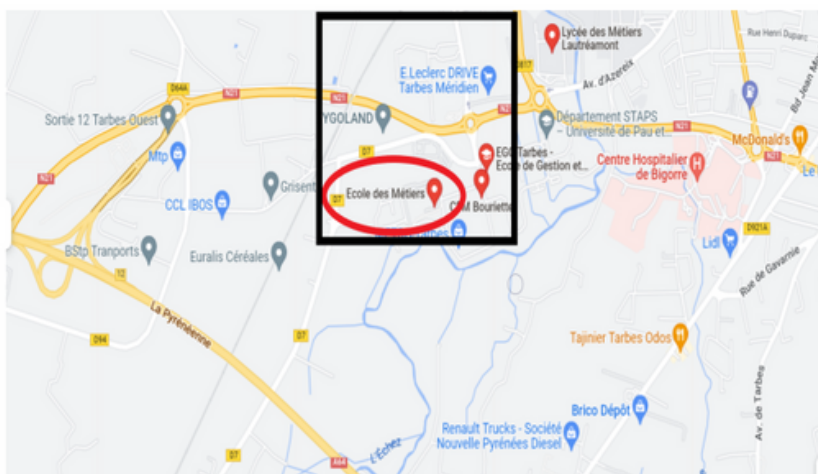 Lycée des Métiers
Lautréamont
Rue Henri Duparc
E.Leclerc DRIVE
Tarbes Méridien
D817
Av. d'Azereix
Bd Jean Mo
D64A
N21
N21
N21
Sortie 12 Tarbes Ouest
YGOLAND
Département STAPS
– Université de Pau et...
N21
McDonald's
D7
Mtp
EGC Tarbes -
Ecole de Gestion et...
Centre Hospitalier
de Bigorre
Le
N21
Grisent
Ecole des Métiers
D7
CCL IBOS
Bouriette
D921A
BStp Tranports
Euralis Céréales
Lidl
12
Rue de Gavarnie
La Pyrénéenne
D94
D7
Tajinier Tarbes Odos
Brico Dépôt
Av. de Tarbes
Renault Trucks - Société
Nouvelle Pyrénées Diesel
L'Échez
D7
A64